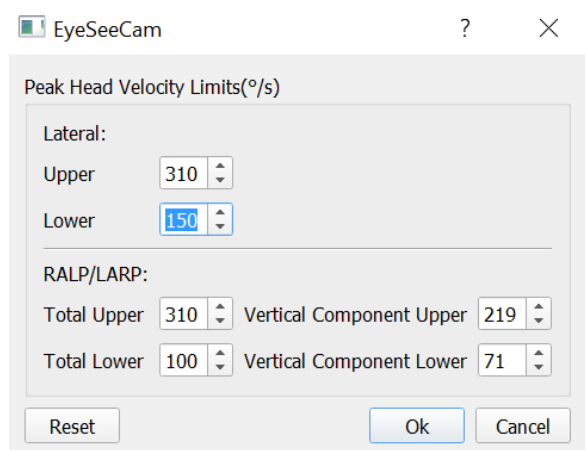 EyeSeeCam ?
Peak Head Velocity Limits(°/s)
Lateral:
Upper 310
Lower 150
RALP/LARP:
Total Upper 310 Vertical Component Upper 219
Total Lower 100 Vertical Component Lower 71
Reset Ok Cancel